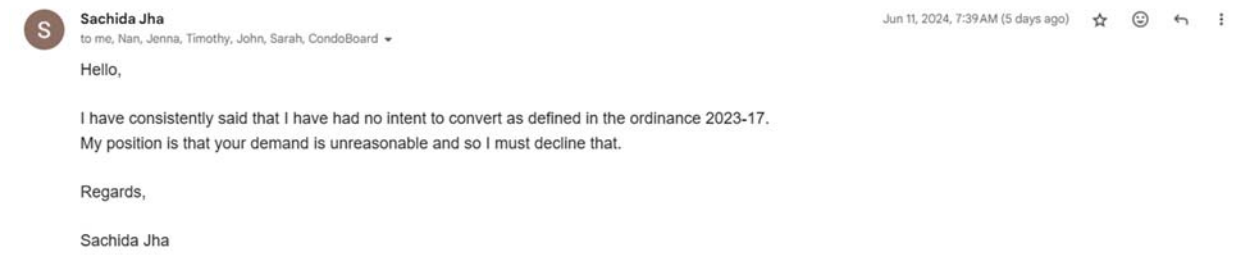 S
Sachida Jha
Jun 11, 2024, 7:39 AM (5 days ago)
to me, Nan, Jenna, Timothy, John, Sarah, CondoBoard
Hello,
I have consistently said that I have had no intent to convert as defined in the ordinance 2023-17.
My position is that your demand is unreasonable and so I must decline that.
Regards,
Sachida Jha